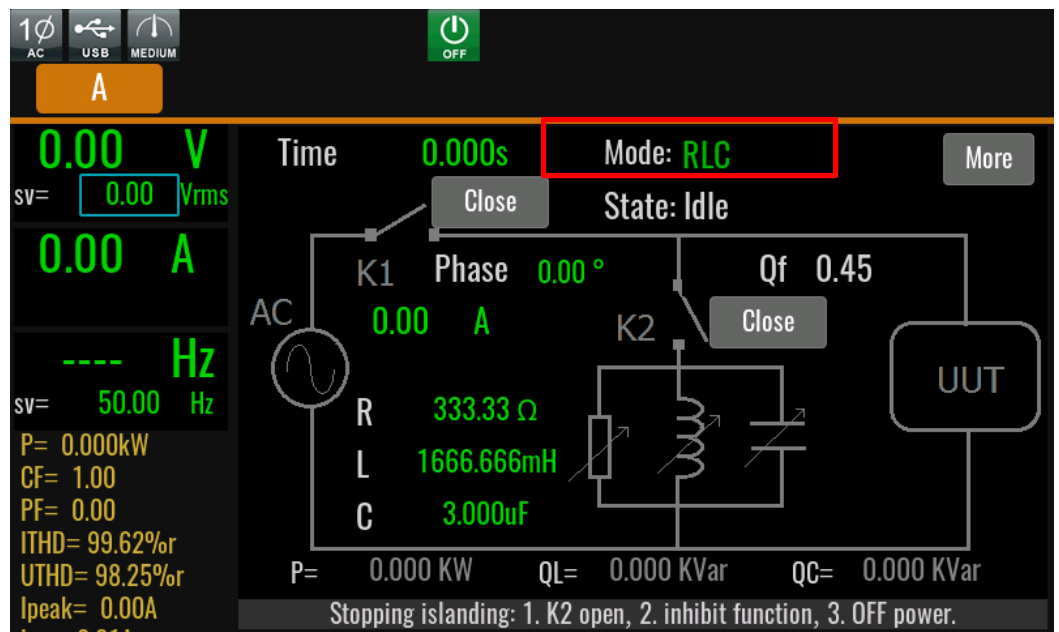 1Ø
AC
USB
MEDIUM
OFF
A
0.00 V
sv= 0.00 Vrms
0.00 A
---- Hz
sv= 50.00 Hz
P= 0.000kW
CF= 1.00
PF= 0.00
ITHD= 99.62%r
UTHD= 98.25%r
Ipeak= 0.00A
Time 0.000s
Mode: RLC
More
Close
State: Idle
K1
Phase 0.00 °
Qf 0.45
AC
0.00 A
K2
Close
UUT
R 333.33 Ω
L 1666.666mH
C 3.000uF
P= 0.000 KW QL= 0.000 KVar QC= 0.000 KVar
Stopping islanding: 1. K2 open, 2. inhibit function, 3. OFF power.